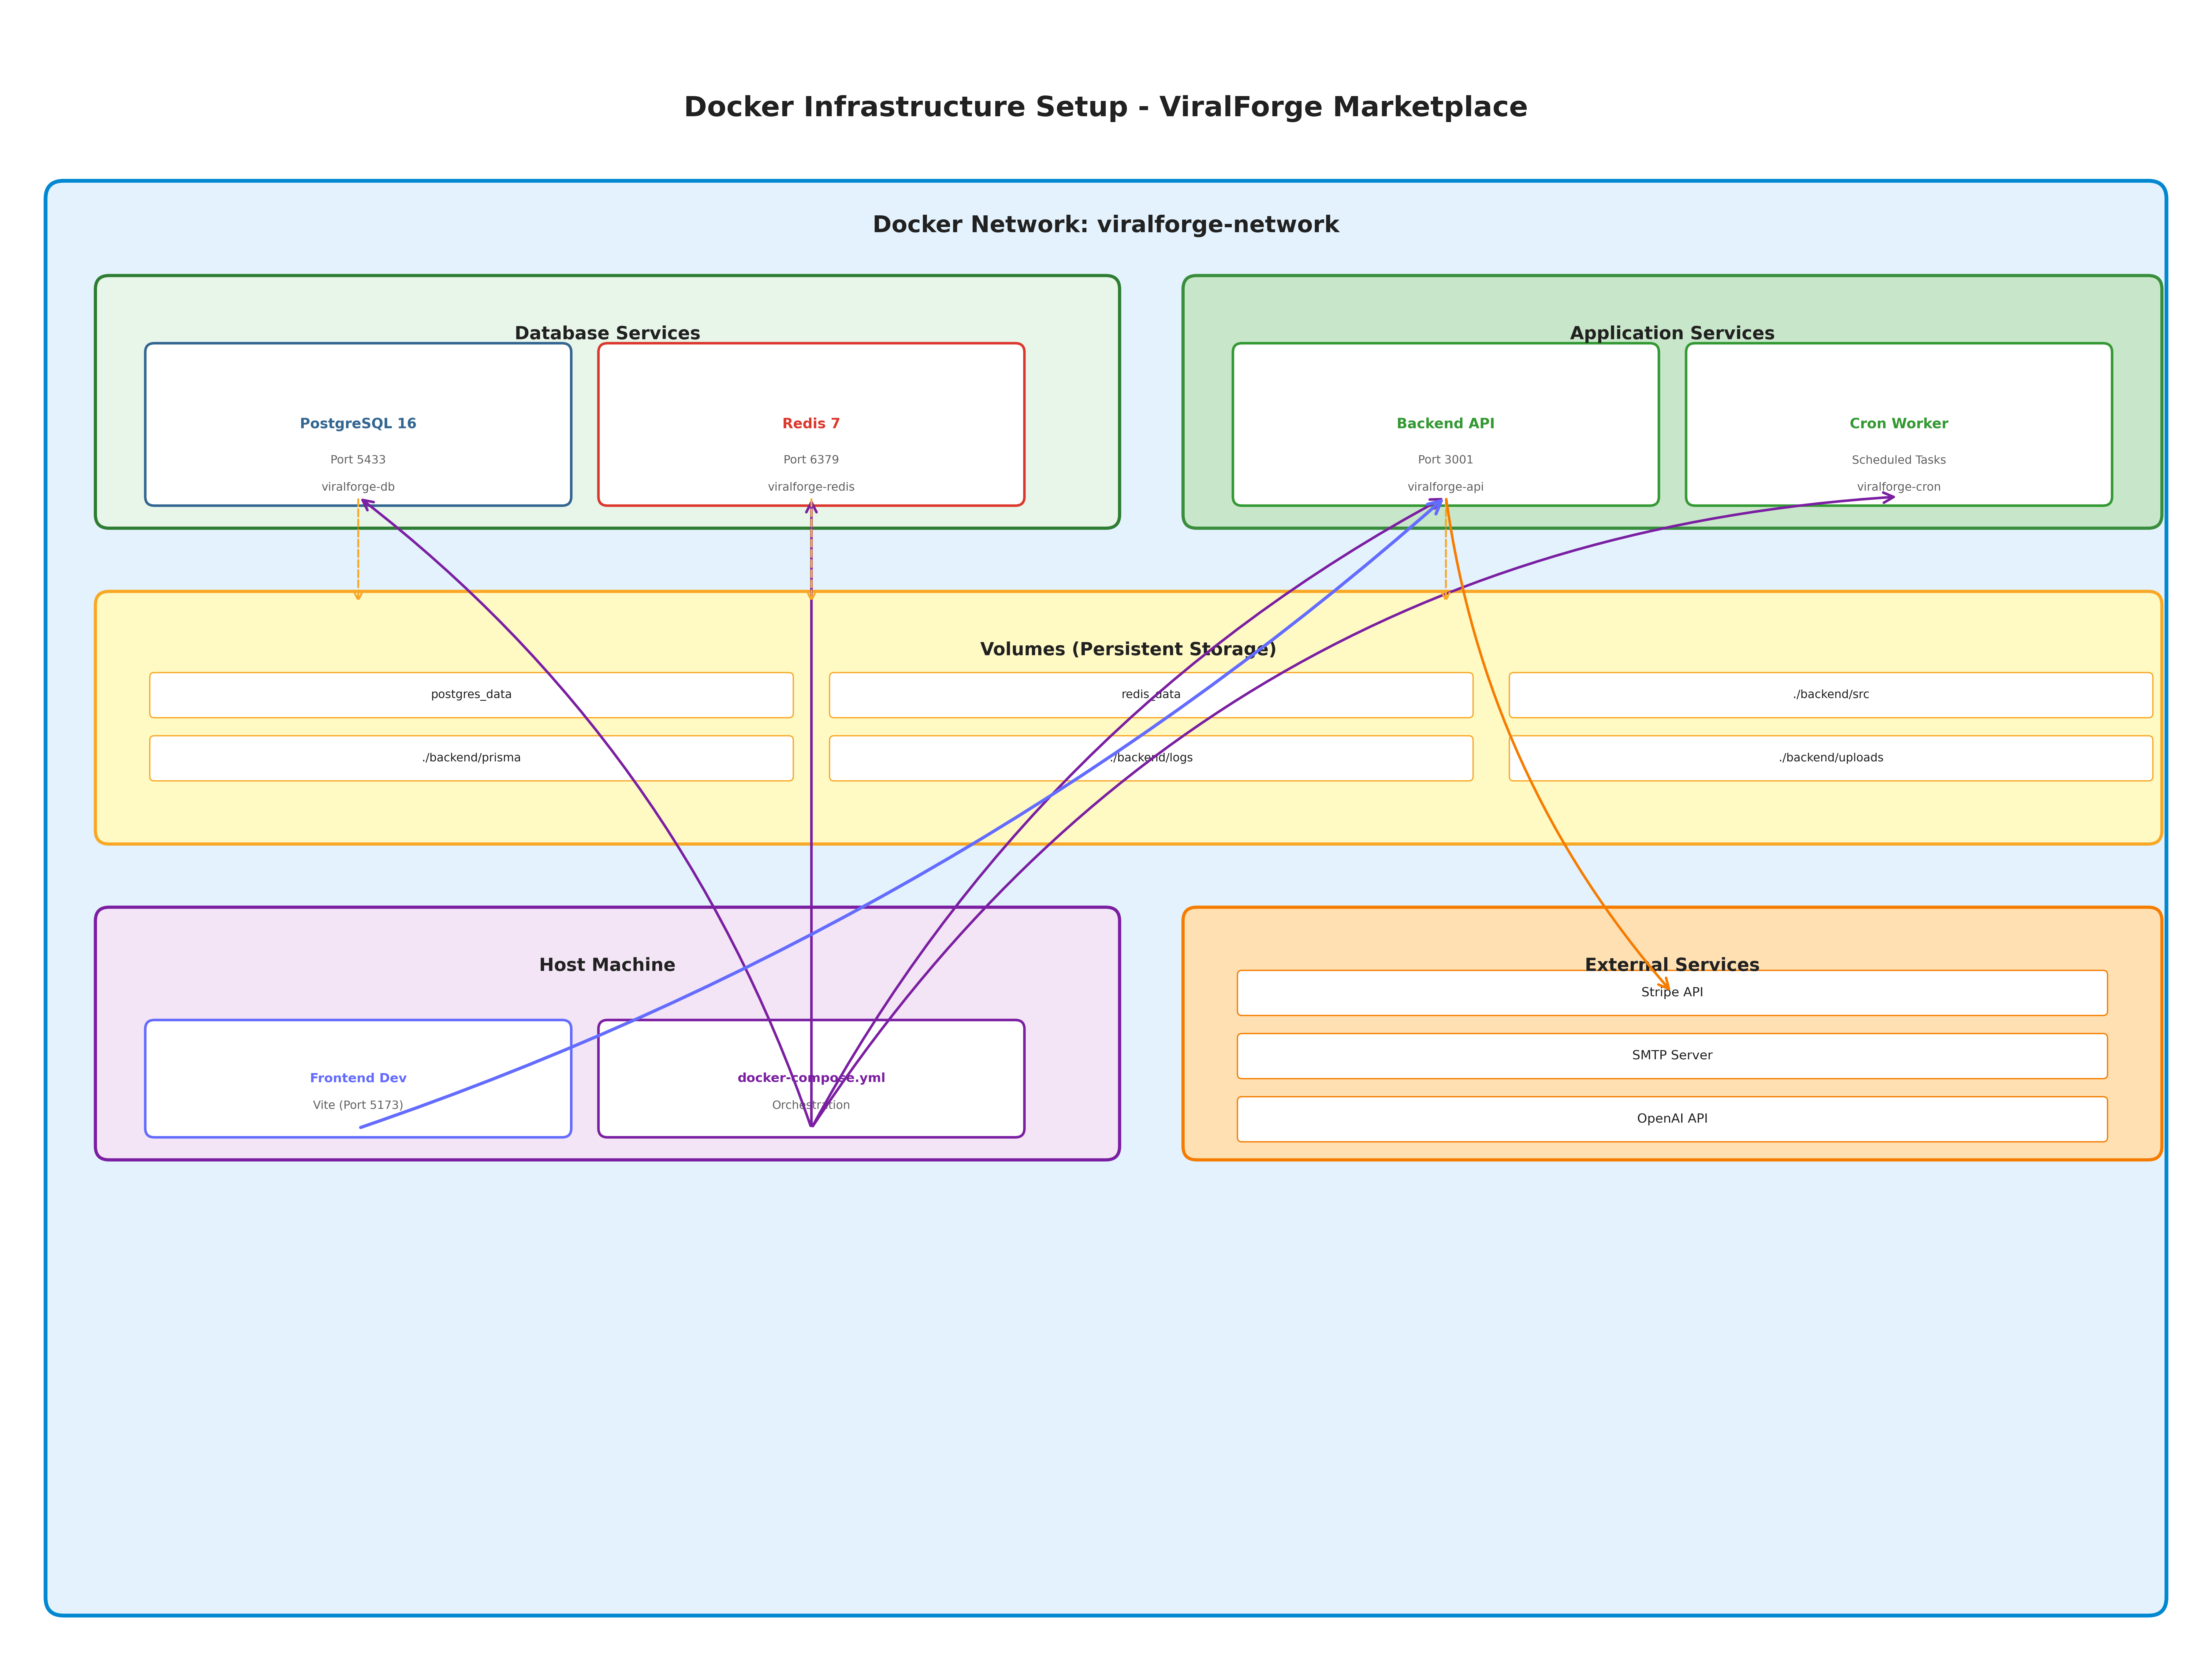 Docker Infrastructure Setup - ViralForge Marketplace
Docker Network: viralforge-network
Database Services
PostgreSQL 16
Port 5433
viralforge-db
Redis 7
Port 6379
viralforge-redis
Application Services
Backend API
Port 3001
viralforge-api
Cron Worker
Scheduled Tasks
viralforge-cron
Volumes (Persistent Storage)
postgres_data
redis_data
./backend/src
./backend/prisma
./backend/logs
./backend/uploads
Host Machine
Frontend Dev
Vite (Port 5173)
docker-compose.yml
Orchestration
External Services
Stripe API
SMTP Server
OpenAI API